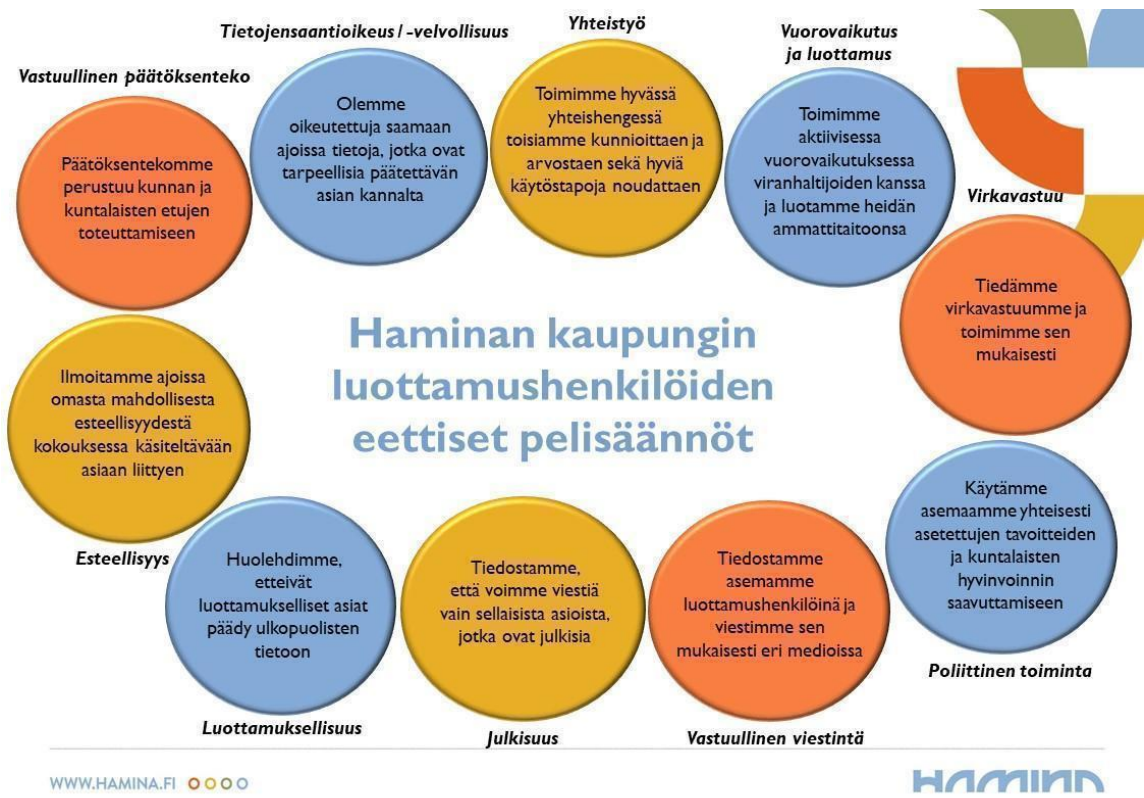 Tietojensaantioikeus / -velvollisuus
Yhteistyö
Vuorovaikutus
ja luottamus
Vastuullinen päätöksenteko
Olemme
oikeutettuja saamaan
ajoissa tietoja, jotka ovat
tarpeellisia päätettävän
asian kannalta
Toimimme hyvässä
yhteishengessä
toisiamme kunnioittaen ja
arvostaen sekä hyviä
käytöstapoja noudattaen
Toimimme
aktiivisessa
vuorovaikutuksessa
viranhaltijoiden kanssa
ja luotamme heidän
ammattitaitoonsa
Päätöksentekomme
perustuu kunnan ja
kuntalaisten etujen
toteuttamiseen
Virkavastuu
Tiedämme
virkavastuumme ja
toimimme sen
mukaisesti
Haminan kaupungin
luottamushenkilöiden
eettiset pelisäännöt
Ilmoitamme ajoissa
omasta mahdollisesta
esteellisyydestä
kokouksessa käsiteltävään
asiaan liittyen
Esteellisyys
Huolehdimme,
etteivät
luottamukselliset asiat
päädy ulkopuolisten
tietoon
Luottamuksellisuus
Tiedostamme,
että voimme viestiä
vain sellaisista asioista,
jotka ovat julkisia
Julkisuus
Tiedostamme
asemamme
luottamushenkilöinä ja
viestimme sen
mukaisesti eri medioissa
Vastuullinen viestintä
Käytämme
asemaamme yhteisesti
asetettujen tavoitteiden
ja kuntalaisten
hyvinvoinnin
saavuttamiseen
Poliittinen toiminta
WWW.HAMINA.FI
HAMINA